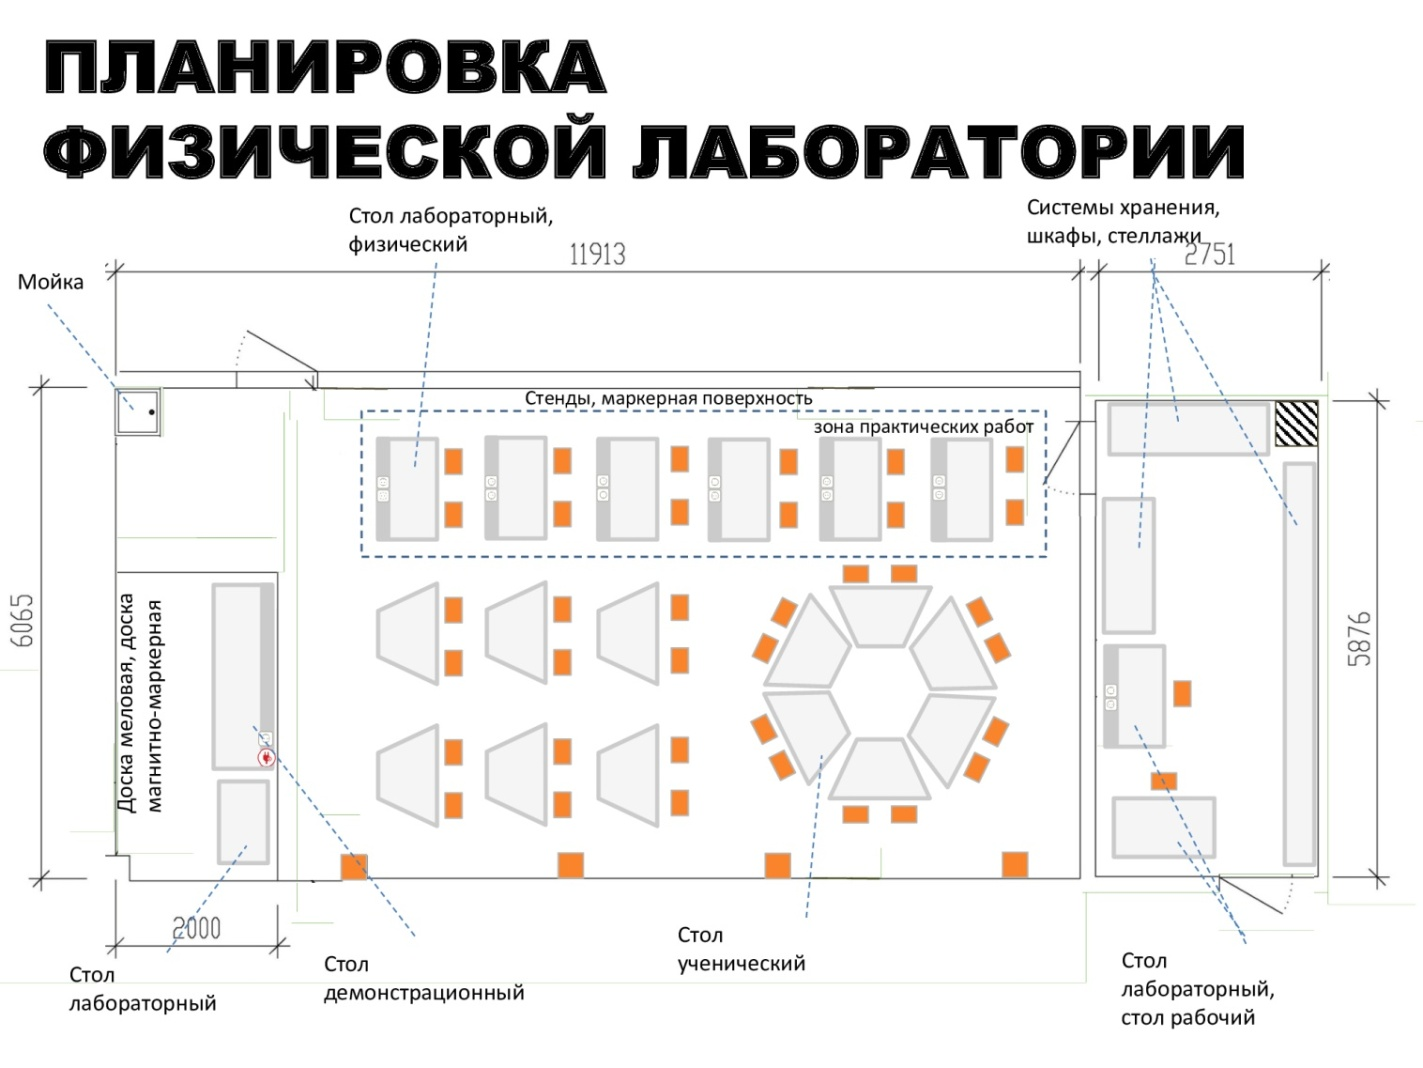 ПЛАНИРОВКА
ФИЗИЧЕСКОЙ ЛАБОРАТОРИИ
Стол лабораторный,
физический
Системы хранения,
шкафы, стеллажи
11913
2751
Мойка
Стенды, маркерная поверхность
зона практических работ
6065
Доска меловая, доска
магнитно-маркерная
5876
2000
Стол
лабораторный
Стол
демонстрационный
Стол
ученический
Стол
лабораторный,
стол рабочий